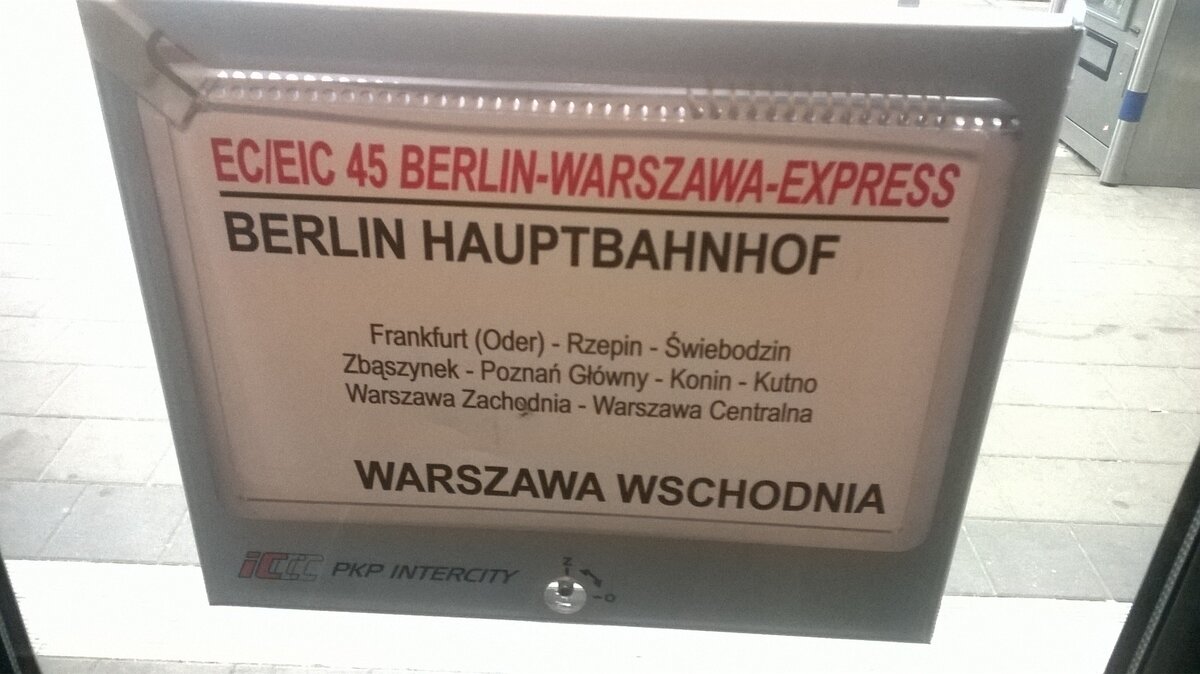 EC/EIC 45 BERLIN-WARSZAWA-EXPRESS
BERLIN HAUPTBAHNHOF
Frankfurt (Oder) - Rzepin - Świebodzin
Zbąszynek - Poznań Główny - Konin - Kutno
Warszawa Zachodnia - Warszawa Centralna
WARSZAWA WSCHODNIA
iC PKP INTERCITY
Z
O